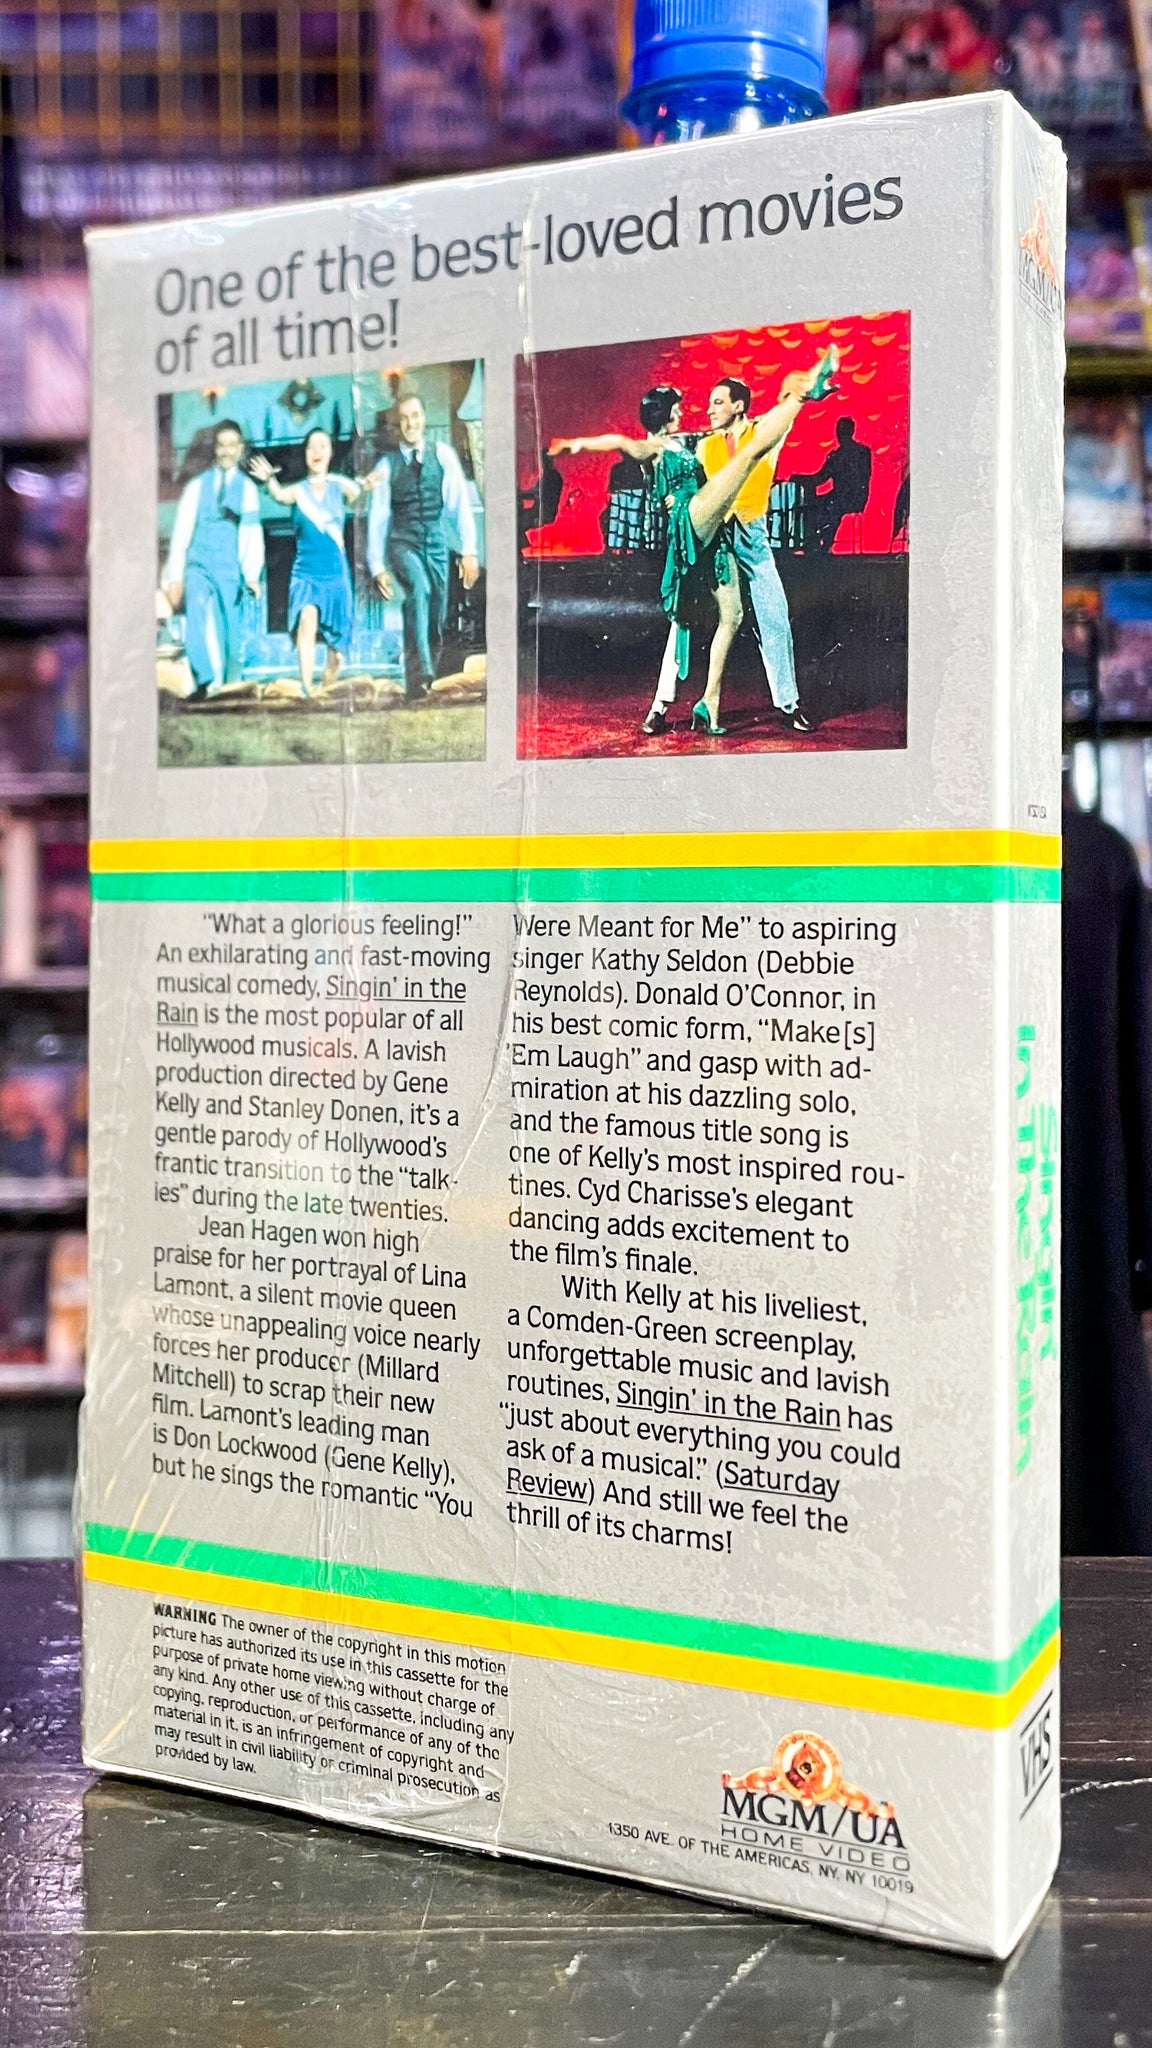 One of the best-loved movies
of all time!
"What a glorious feeling!"
An exhilarating and fast-moving
musical comedy, Singin' in the
Rain is the most popular of all
Hollywood musicals. A lavish
production directed by Gene
Kelly and Stanley Donen, it's a
gentle parody of Hollywood's
frantic transition to the "talk-
ies" during the late twenties.
Jean Hagen won high
praise for her portrayal of Lina
Lamont, a silent movie queen
whose unappealing voice nearly
forces her producer (Millard
Mitchell) to scrap their new
film. Lamont's leading man
is Don Lockwood (Gene Kelly),
but he sings the romantic "You
Were Meant for Me" to aspiring
singer Kathy Seldon (Debbie
Reynolds). Donald O'Connor, in
his best comic form, "Make[s]
'Em Laugh" and gasp with ad-
miration at his dazzling solo,
and the famous title song is
one of Kelly's most inspired rou-
tines. Cyd Charisse's elegant
dancing adds excitement to
the film's finale.
With Kelly at his liveliest,
a Comden-Green screenplay,
unforgettable music and lavish
routines, Singin' in the Rain has
"just about everything you could
ask of a musical." (Saturday
Review) And still we feel the
thrill of its charms!
WARNING The owner of the copyright in this motion
picture has authorized its use in this cassette for the
purpose of private home viewing without charge of
any kind. Any other use of this cassette, including any
copying, reproduction, or performance of any of the
material in it, is an infringement of copyright and
may result in civil liability or criminal prosecution as
provided by law.
MGM/UA
HOME VIDEO
1350 AVE. OF THE AMERICAS, NY, NY 10019
MGM/UA
Singin'
In The Rain
VHS